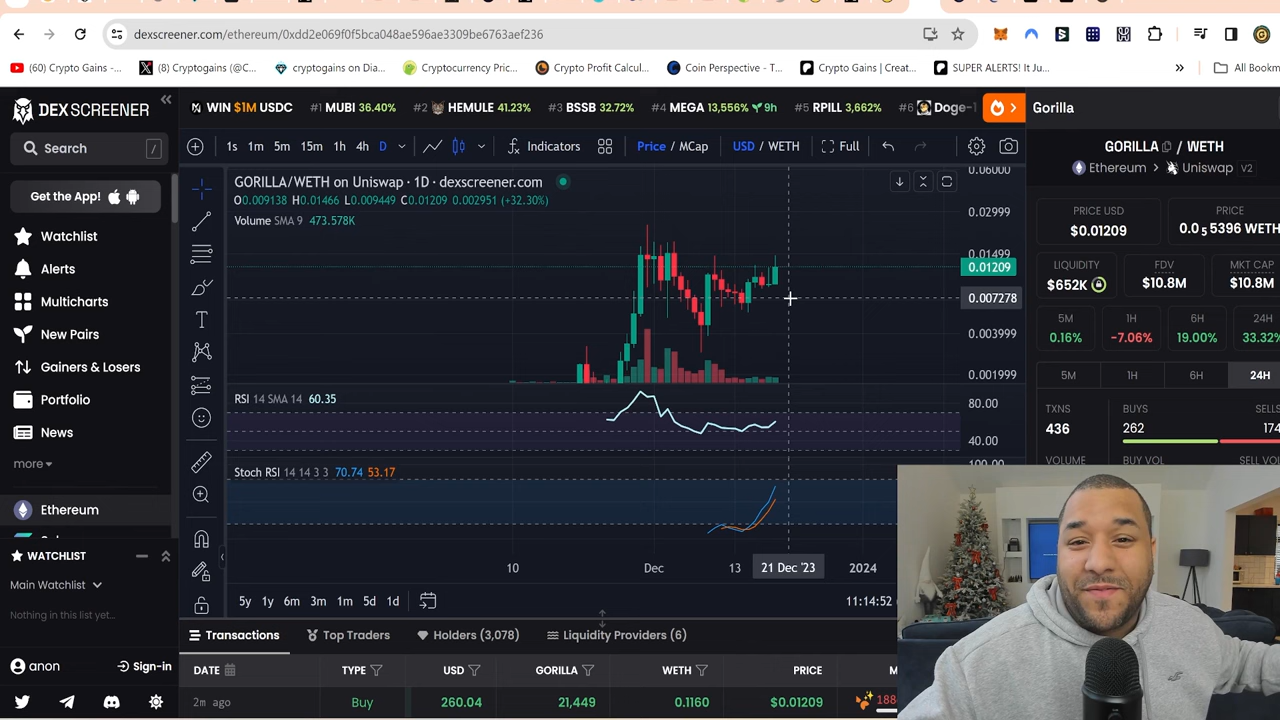 dexscreener.com/ethereum/0xdd2e069f0f5bca048ae596ae33d9be6763aef236
(60) Crypto Gains -... (8) Cryptogains (@C... cryptogains on Dia... Cryptocurrency Pric... Crypto Profit Calcul... Coin Perspective - T... Crypto Gains | Creat... SUPER ALERTS! It Ju... » All Bookm
DEXSCREENER «
WIN $1M USDC #1 MUBI 36.40% #2 HEMULE 41.23% #3 BSSB 32.72% #4 MEGA 13,556% 9h #5 RPILL 3,662% #6 Doge-1
Gorilla
Search /
Get the App!
Watchlist
Alerts
Multicharts
New Pairs
Gainers & Losers
Portfolio
News
more
Ethereum
WATCHLIST
Main Watchlist
Nothing in this list yet...
anon Sign-in
1s 1m 5m 15m 1h 4h D Indicators Price / MCap USD / WETH Full
GORILLA/WETH on Uniswap · 1D · dexscreener.com
O0.009138 H0.01466 L0.009449 C0.01209 0.002951 (+32.30%)
Volume SMA 9 473.578K
0.06000
0.02999
0.01499
0.01209
0.007278
0.003999
0.001999
RSI 14 SMA 14 60.35
80.00
40.00
Stoch RSI 14 14 3 3 70.74 53.17
100.00
10 Dec 13 21 Dec '23 2024
5y 1y 6m 3m 1m 5d 1d 11:14:52
Transactions Top Traders Holders (3,078) Liquidity Providers (6)
DATE TYPE USD GORILLA WETH PRICE M
2m ago Buy 260.04 21,449 0.1160 $0.01209 188
GORILLA / WETH
Ethereum > Uniswap V2
PRICE USD PRICE
$0.01209 0.0₅5396 WETH
LIQUIDITY FDV MKT CAP
$652K $10.8M $10.8M
5M 1H 6H 24H
0.16% -7.06% 19.00% 33.32%
5M 1H 6H 24H
TXNS BUYS SELLS
436 262 174
VOLUME BUY VOL SELL VOL